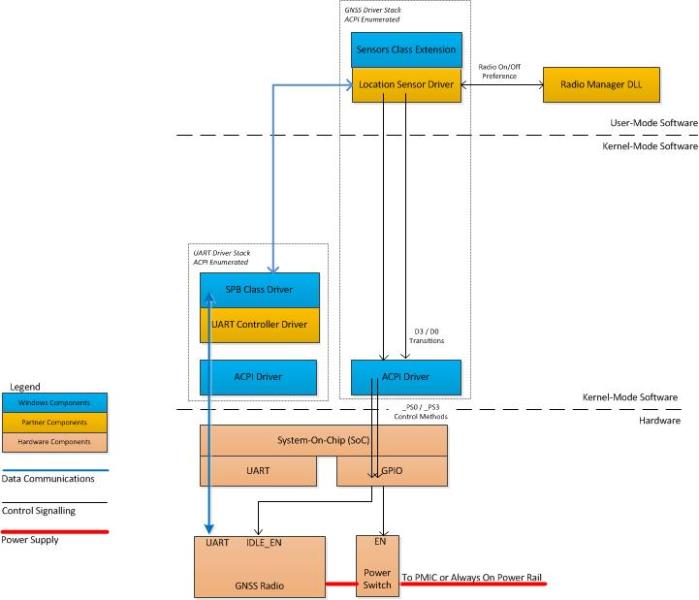 GNSS Driver Stack
ACPI Enumerated
Sensors Class Extension
Location Sensor Driver
Radio On/Off
Preference
Radio Manager DLL
User-Mode Software
Kernel-Mode Software
UART Driver Stack
ACPI Enumerated
SPB Class Driver
UART Controller Driver
D3 / D0
Transitions
ACPI Driver
ACPI Driver
Legend
Windows Components
Partner Components
Hardware Components
Data Communications
Control Signalling
Power Supply
Kernel-Mode Software
_PS0 / _PS3
Control Methods
Hardware
System-On-Chip (SoC)
UART
GPIO
UART
IDLE_EN
GNSS Radio
EN
Power
Switch
To PMIC or Always On Power Rail